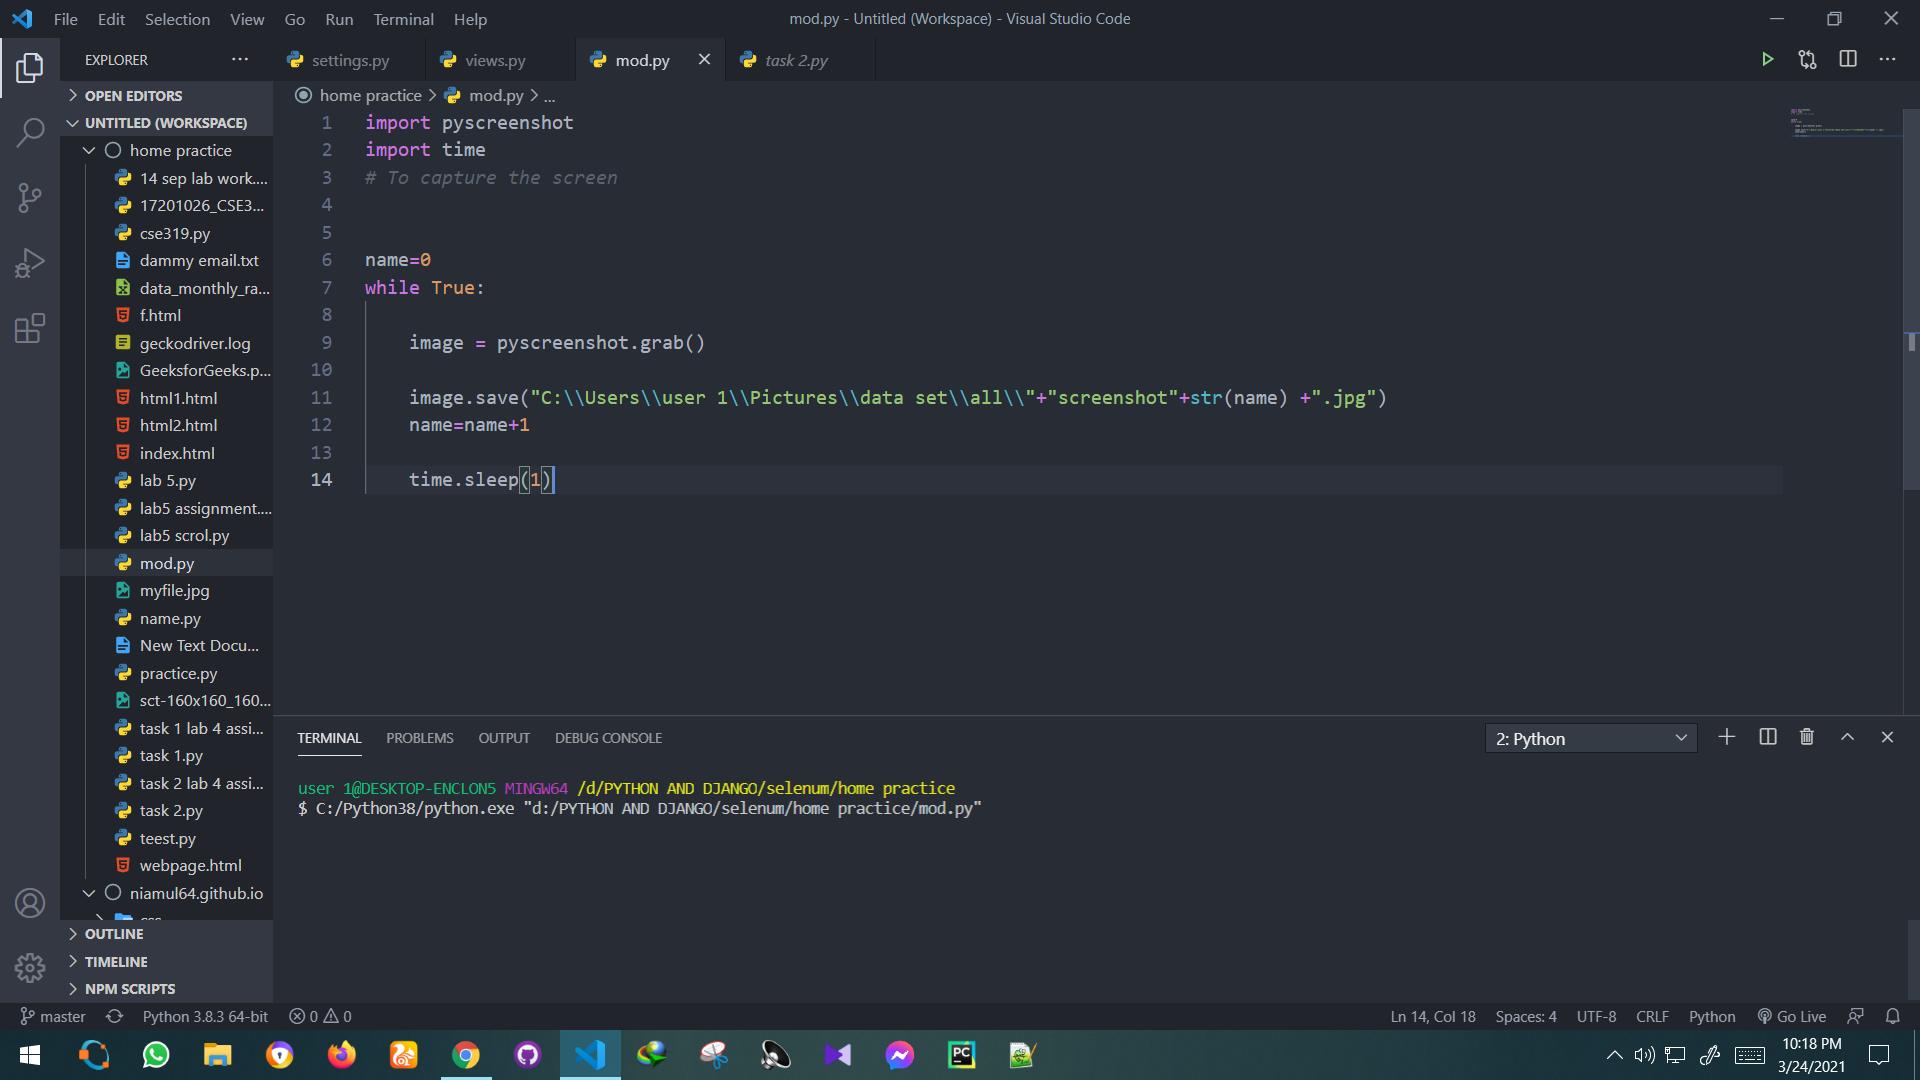 File Edit Selection View Go Run Terminal Help
mod.py - Untitled (Workspace) - Visual Studio Code
EXPLORER
settings.py
views.py
mod.py
task 2.py
OPEN EDITORS
UNTITLED (WORKSPACE)
home practice
14 sep lab work....
17201026_CSE3...
cse319.py
dammy email.txt
data_monthly_ra...
f.html
geckodriver.log
GeeksforGeeks.p...
html1.html
html2.html
index.html
lab 5.py
lab5 assignment....
lab5 scrol.py
mod.py
myfile.jpg
name.py
New Text Docu...
practice.py
sct-160x160_160...
task 1 lab 4 assi...
task 1.py
task 2 lab 4 assi...
task 2.py
teest.py
webpage.html
niamul64.github.io
css
OUTLINE
TIMELINE
NPM SCRIPTS
home practice > mod.py > ...
1 import pyscreenshot
2 import time
3 # To capture the screen
4
5
6 name=0
7 while True:
8
9 image = pyscreenshot.grab()
10
11 image.save("C:\\Users\\user 1\\Pictures\\data set\\all\\"+"screenshot"+str(name) +".jpg")
12 name=name+1
13
14 time.sleep(1)
TERMINAL PROBLEMS OUTPUT DEBUG CONSOLE
2: Python
user 1@DESKTOP-ENCLON5 MINGW64 /d/PYTHON AND DJANGO/selenum/home practice
$ C:/Python38/python.exe "d:/PYTHON AND DJANGO/selenum/home practice/mod.py"
master Python 3.8.3 64-bit 0 0
Ln 14, Col 18 Spaces: 4 UTF-8 CRLF Python Go Live
10:18 PM
3/24/2021